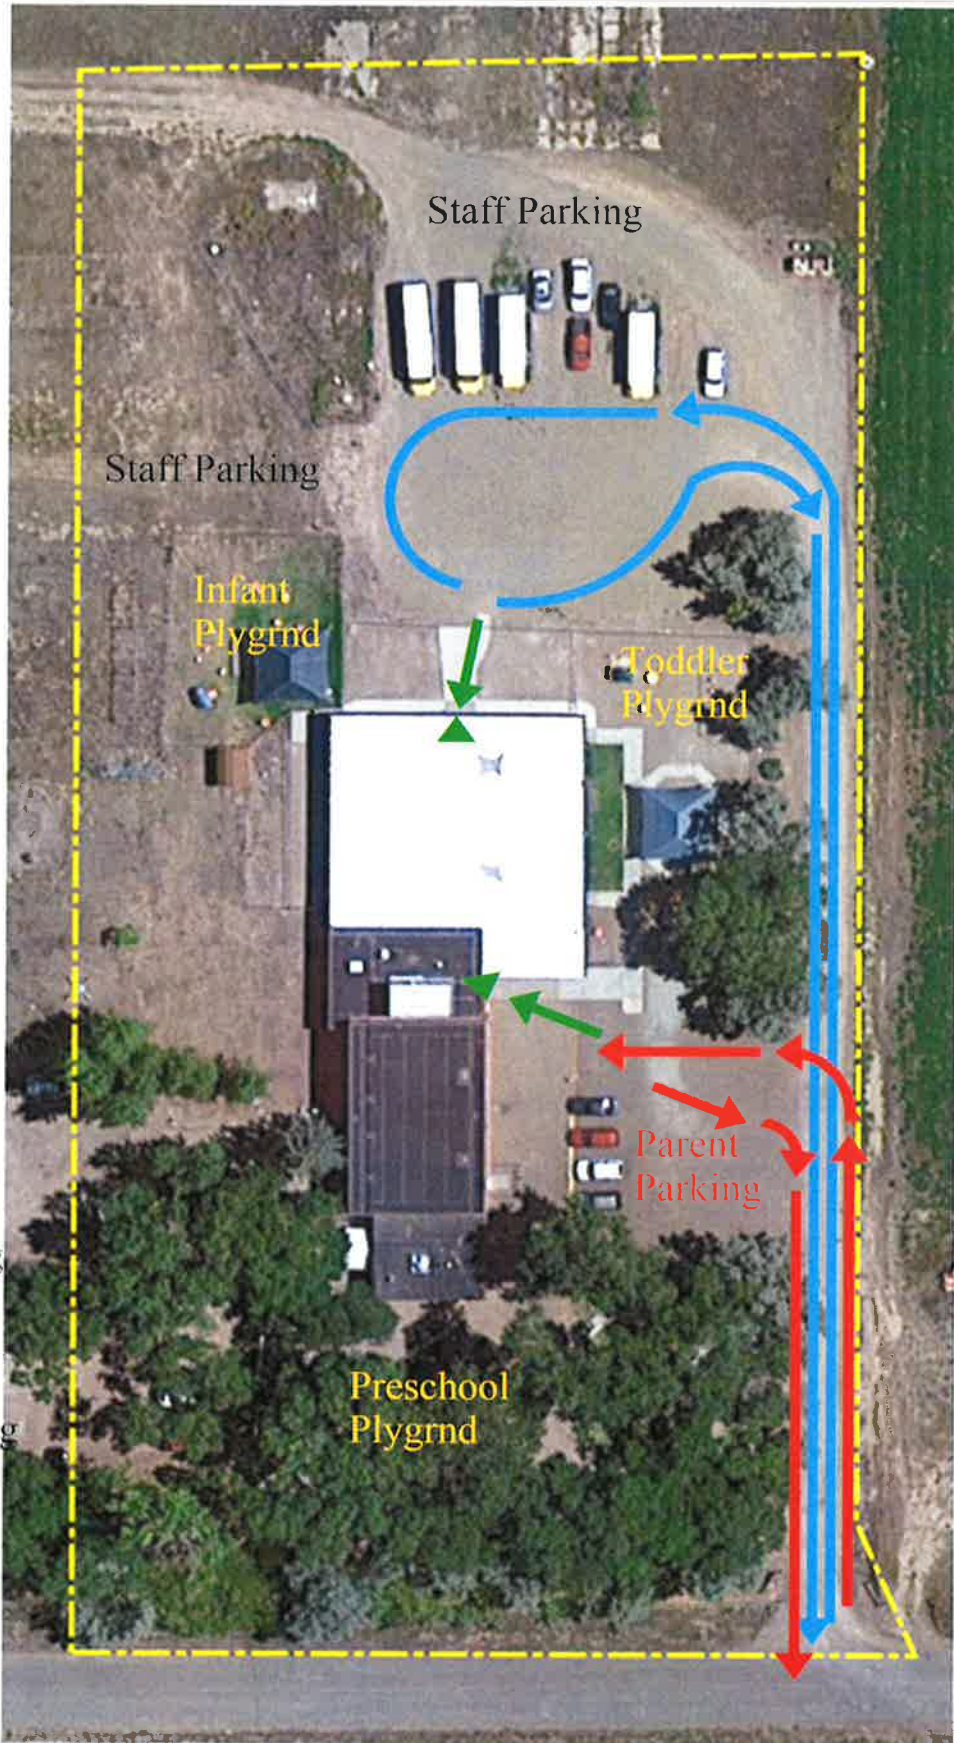 Staff Parking
Staff Parking
Infant
Plygrnd
Toddler
Plygrnd
Parent
Parking
Preschool
Plygrnd